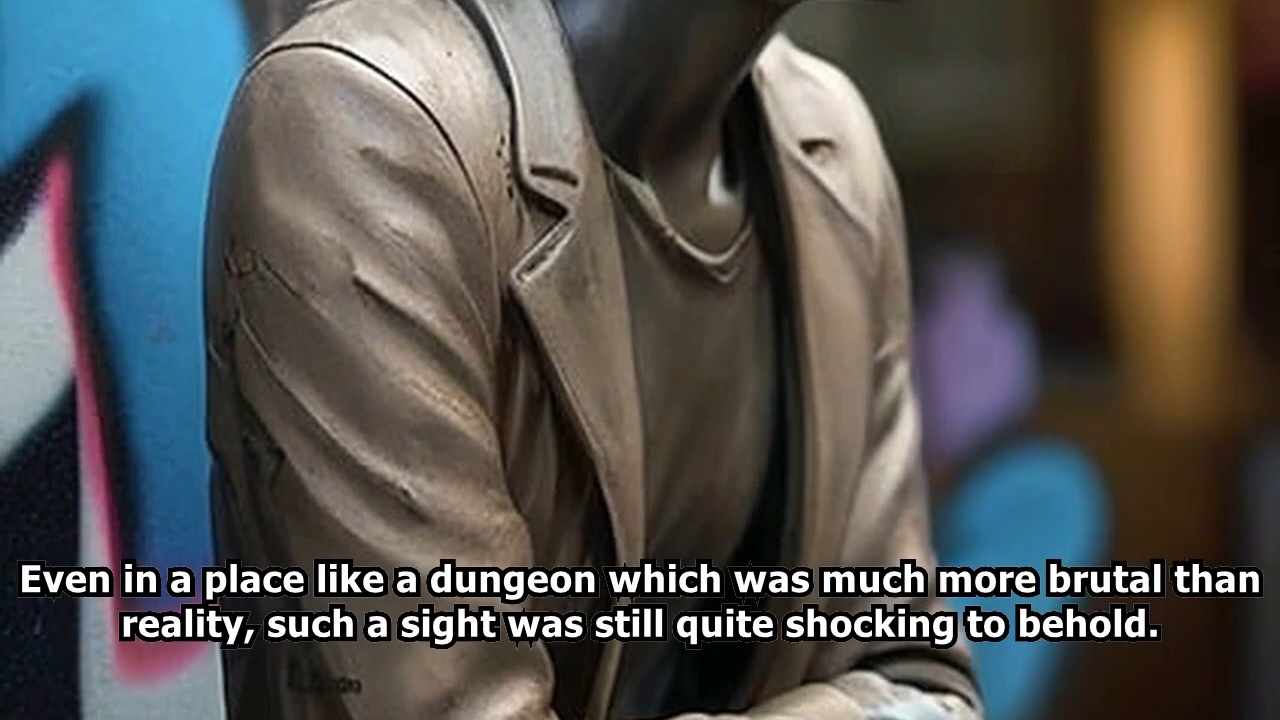 Even in a place like a dungeon which was much more brutal than
reality, such a sight was still quite shocking to behold.